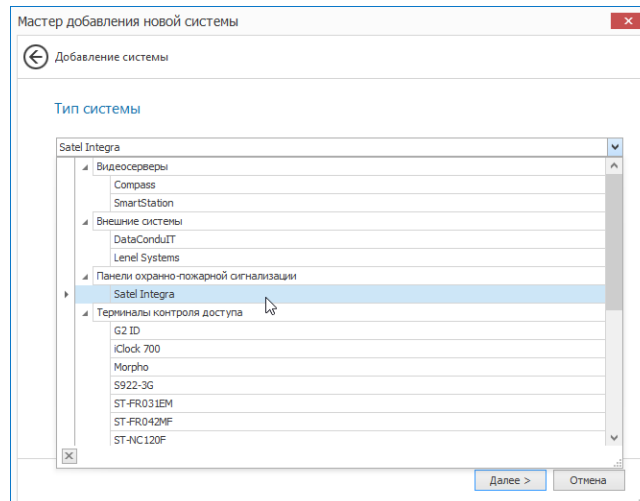 Мастер добавления новой системы
Добавление системы
Тип системы
Satel Integra
Видеосерверы
Compass
SmartStation
Внешние системы
DataConduIT
Lenel Systems
Панели охранно-пожарной сигнализации
Satel Integra
Терминалы контроля доступа
G2 ID
iClock 700
Morpho
S922-3G
ST-FR031EM
ST-FR042MF
ST-NC120F
Далее >
Отмена